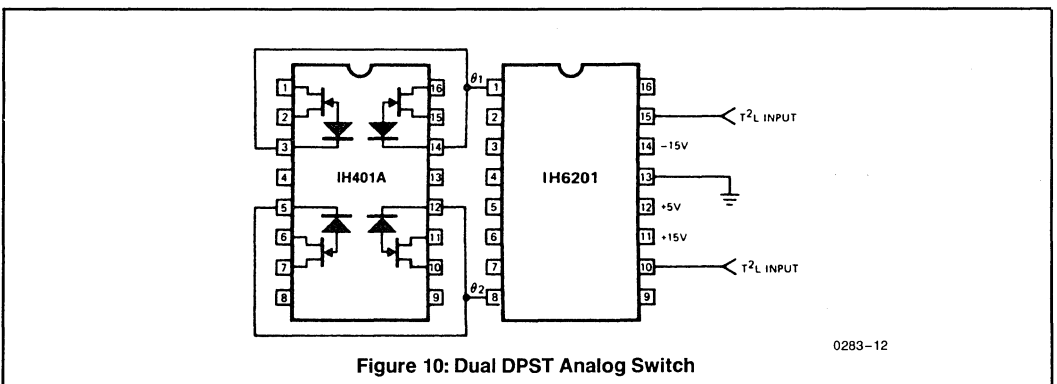 θ1
1 16 1 16
2 15 2 15 T²L INPUT
3 14 3 14 -15V
4 IH401A 13 4 IH6201 13
5 12 5 12 +5V
6 11 6 11 +15V
7 10 7 10 T²L INPUT
θ2
8 9 8 9
0283-12
Figure 10: Dual DPST Analog Switch